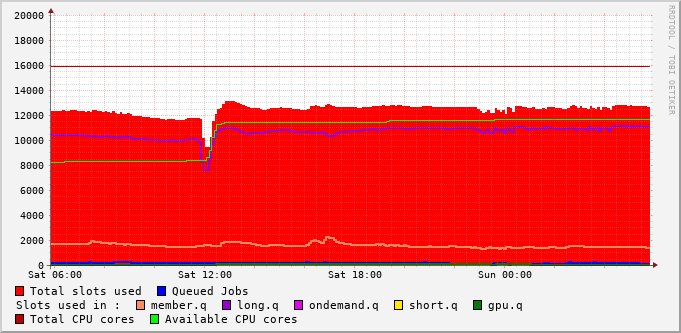 RRDTOOL / TOBI OETIKER
20000
18000
16000
14000
12000
10000
8000
6000
4000
2000
0
Sat 06:00 Sat 12:00 Sat 18:00 Sun 00:00
Total slots used Queued Jobs
Slots used in : member.q long.q ondemand.q short.q gpu.q
Total CPU cores Available CPU cores